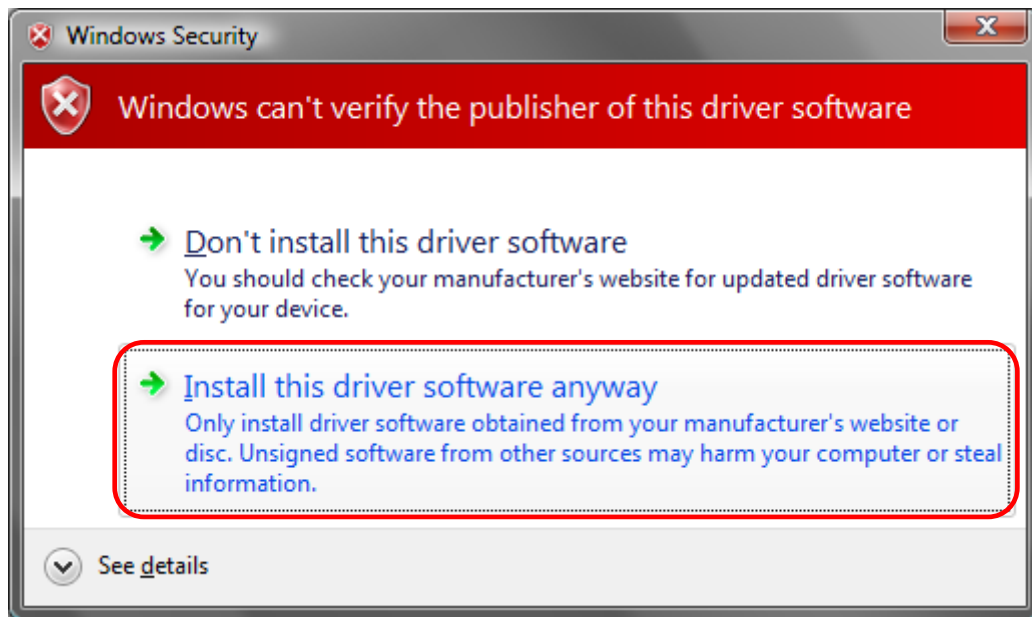 Windows Security
Windows can't verify the publisher of this driver software
Don't install this driver software
You should check your manufacturer's website for updated driver software
for your device.
Install this driver software anyway
Only install driver software obtained from your manufacturer's website or
disc. Unsigned software from other sources may harm your computer or steal
information.
See details